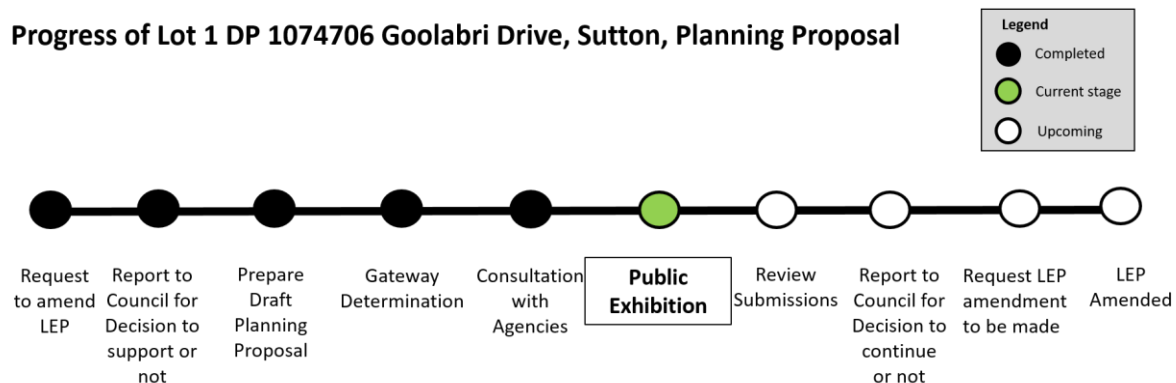 Progress of Lot 1 DP 1074706 Goolabri Drive, Sutton, Planning Proposal
Legend
Completed
Current stage
Upcoming
Request
to amend
LEP
Report to
Council for
Decision to
support or
not
Prepare
Draft
Planning
Proposal
Gateway
Determination
Consultation
with
Agencies
Public
Exhibition
Review
Submissions
Report to
Council for
Decision to
continue
or not
Request LEP
amendment
to be made
LEP
Amended